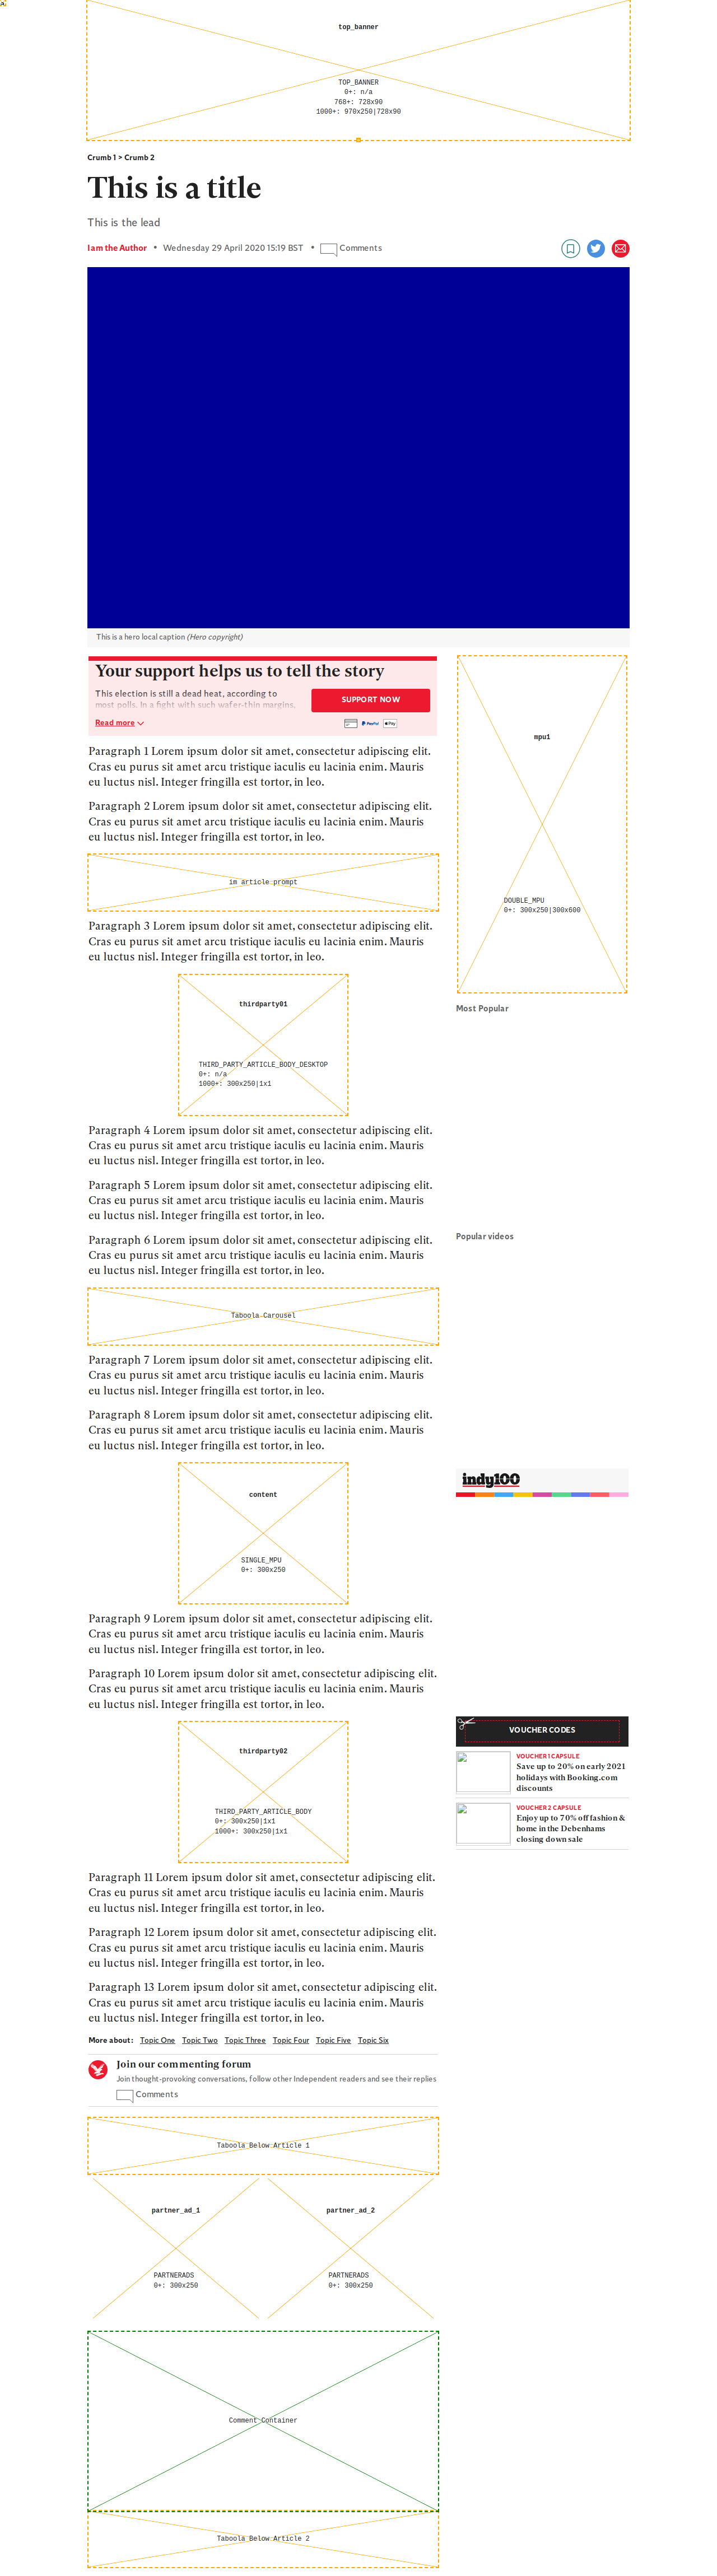 top_banner
TOP_BANNER
0+: n/a
768+: 728x90
1000+: 970x250|728x90
Crumb 1 > Crumb 2
This is a title
This is the lead
I am the Author • Wednesday 29 April 2020 15:19 BST • Comments
This is a hero local caption (Hero copyright)
Your support helps us to tell the story
This election is still a dead heat, according to
most polls. In a fight with such wafer-thin margins,
SUPPORT NOW
Read more
PayPal
Pay
Paragraph 1 Lorem ipsum dolor sit amet, consectetur adipiscing elit.
Cras eu purus sit amet arcu tristique iaculis eu lacinia enim. Mauris
eu luctus nisl. Integer fringilla est tortor, in leo.
Paragraph 2 Lorem ipsum dolor sit amet, consectetur adipiscing elit.
Cras eu purus sit amet arcu tristique iaculis eu lacinia enim. Mauris
eu luctus nisl. Integer fringilla est tortor, in leo.
im article prompt
Paragraph 3 Lorem ipsum dolor sit amet, consectetur adipiscing elit.
Cras eu purus sit amet arcu tristique iaculis eu lacinia enim. Mauris
eu luctus nisl. Integer fringilla est tortor, in leo.
thirdparty01
THIRD_PARTY_ARTICLE_BODY_DESKTOP
0+: n/a
1000+: 300x250|1x1
Paragraph 4 Lorem ipsum dolor sit amet, consectetur adipiscing elit.
Cras eu purus sit amet arcu tristique iaculis eu lacinia enim. Mauris
eu luctus nisl. Integer fringilla est tortor, in leo.
Paragraph 5 Lorem ipsum dolor sit amet, consectetur adipiscing elit.
Cras eu purus sit amet arcu tristique iaculis eu lacinia enim. Mauris
eu luctus nisl. Integer fringilla est tortor, in leo.
Paragraph 6 Lorem ipsum dolor sit amet, consectetur adipiscing elit.
Cras eu purus sit amet arcu tristique iaculis eu lacinia enim. Mauris
eu luctus nisl. Integer fringilla est tortor, in leo.
Taboola Carousel
Paragraph 7 Lorem ipsum dolor sit amet, consectetur adipiscing elit.
Cras eu purus sit amet arcu tristique iaculis eu lacinia enim. Mauris
eu luctus nisl. Integer fringilla est tortor, in leo.
Paragraph 8 Lorem ipsum dolor sit amet, consectetur adipiscing elit.
Cras eu purus sit amet arcu tristique iaculis eu lacinia enim. Mauris
eu luctus nisl. Integer fringilla est tortor, in leo.
content
SINGLE_MPU
0+: 300x250
Paragraph 9 Lorem ipsum dolor sit amet, consectetur adipiscing elit.
Cras eu purus sit amet arcu tristique iaculis eu lacinia enim. Mauris
eu luctus nisl. Integer fringilla est tortor, in leo.
Paragraph 10 Lorem ipsum dolor sit amet, consectetur adipiscing elit.
Cras eu purus sit amet arcu tristique iaculis eu lacinia enim. Mauris
eu luctus nisl. Integer fringilla est tortor, in leo.
thirdparty02
THIRD_PARTY_ARTICLE_BODY
0+: 300x250|1x1
1000+: 300x250|1x1
Paragraph 11 Lorem ipsum dolor sit amet, consectetur adipiscing elit.
Cras eu purus sit amet arcu tristique iaculis eu lacinia enim. Mauris
eu luctus nisl. Integer fringilla est tortor, in leo.
Paragraph 12 Lorem ipsum dolor sit amet, consectetur adipiscing elit.
Cras eu purus sit amet arcu tristique iaculis eu lacinia enim. Mauris
eu luctus nisl. Integer fringilla est tortor, in leo.
Paragraph 13 Lorem ipsum dolor sit amet, consectetur adipiscing elit.
Cras eu purus sit amet arcu tristique iaculis eu lacinia enim. Mauris
eu luctus nisl. Integer fringilla est tortor, in leo.
More about: Topic One Topic Two Topic Three Topic Four Topic Five Topic Six
Join our commenting forum
Join thought-provoking conversations, follow other Independent readers and see their replies
Comments
Taboola Below Article 1
partner_ad_1
PARTNERADS
0+: 300x250
partner_ad_2
PARTNERADS
0+: 300x250
Comment Container
Taboola Below Article 2
mpu1
DOUBLE_MPU
0+: 300x250|300x600
Most Popular
Popular videos
indy100
VOUCHER CODES
VOUCHER 1 CAPSULE
Save up to 20% on early 2021
holidays with Booking.com
discounts
VOUCHER 2 CAPSULE
Enjoy up to 70% off fashion &
home in the Debenhams
closing down sale